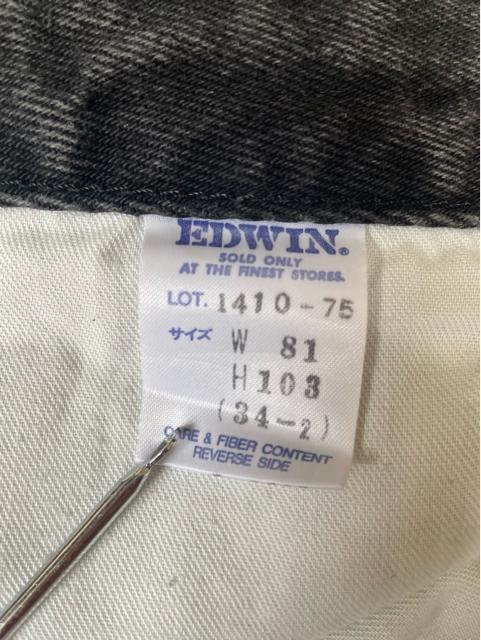 EDWIN®
SOLD ONLY
AT THE FINEST STORES.
LOT. 1410-75
サイズ W 81
H103
(34-2)
CARE & FIBER CONTENT
REVERSE SIDE